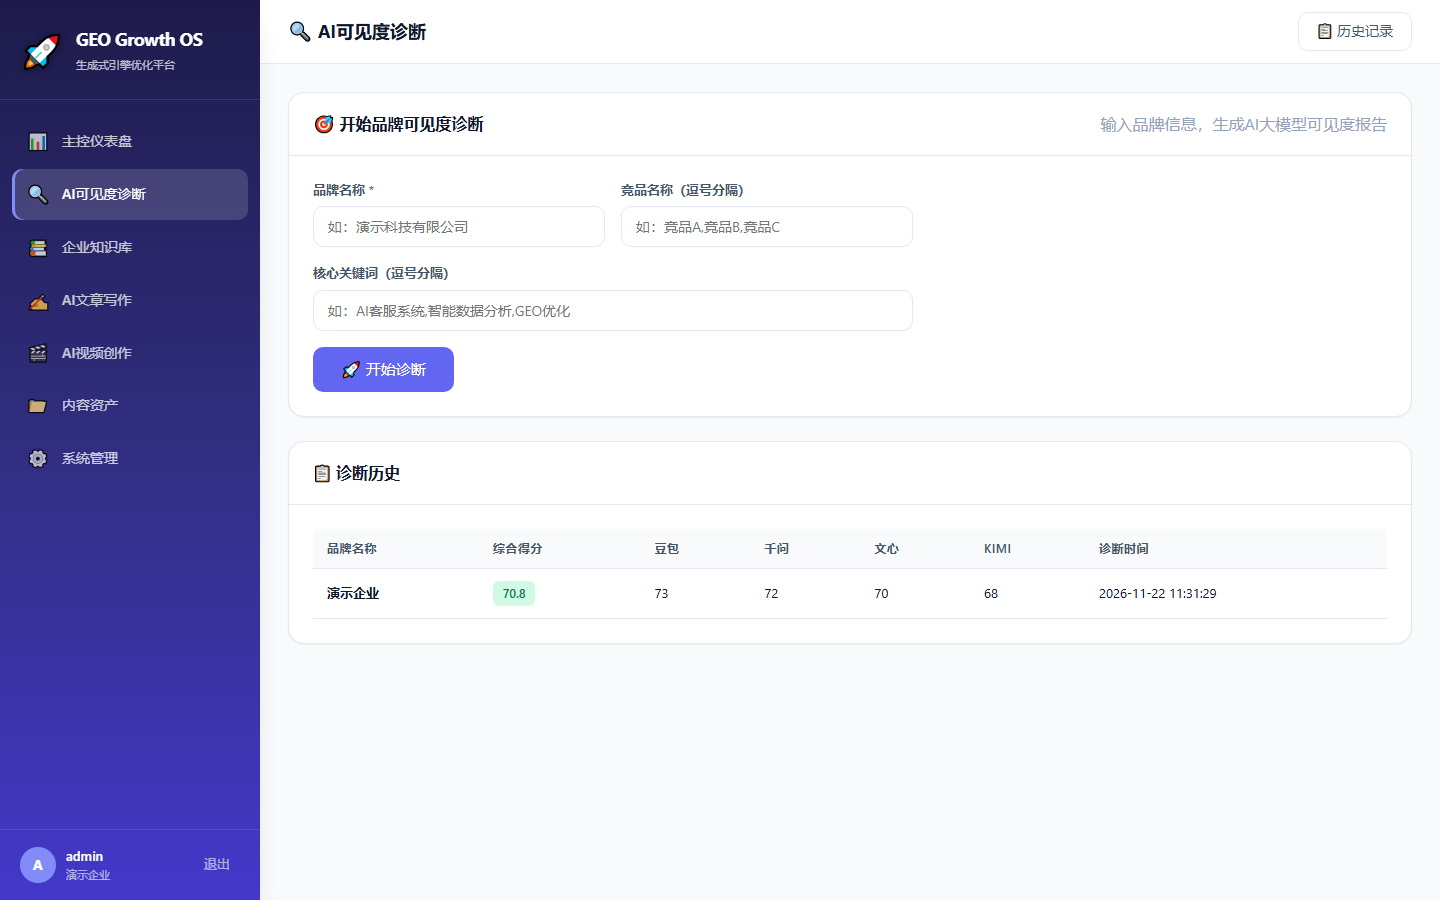 GEO Growth OS
生成式引擎优化平台
主控仪表盘
AI可见度诊断
企业知识库
AI文章写作
AI视频创作
内容资产
系统管理
A
admin
演示企业
退出
AI可见度诊断
历史记录
开始品牌可见度诊断
输入品牌信息，生成AI大模型可见度报告
品牌名称 *
竞品名称（逗号分隔）
如：演示科技有限公司
如：竞品A,竞品B,竞品C
核心关键词（逗号分隔）
如：AI客服系统,智能数据分析,GEO优化
开始诊断
诊断历史
品牌名称 综合得分 豆包 千问 文心 KIMI 诊断时间
演示企业 70.8 73 72 70 68 2026-11-22 11:31:29